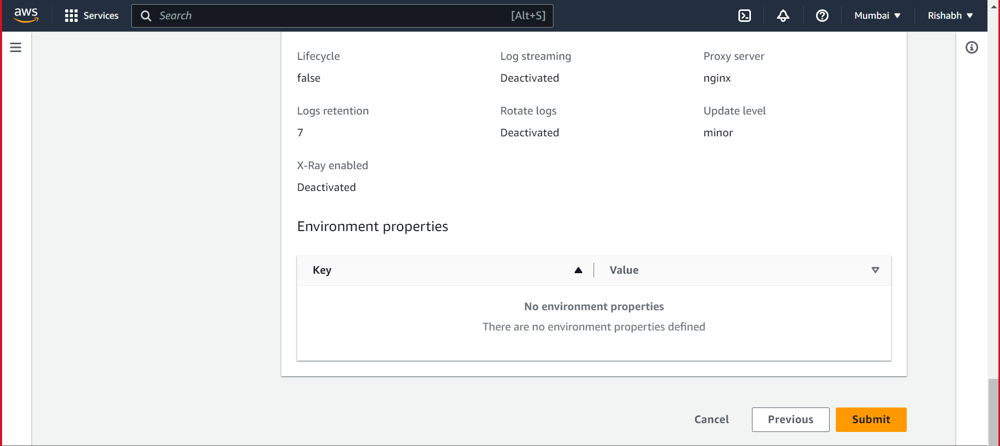 aws Services Search [Alt+S] Mumbai Rishabh
Lifecycle Log streaming Proxy server
false Deactivated nginx
Logs retention Rotate logs Update level
7 Deactivated minor
X-Ray enabled
Deactivated
Environment properties
Key Value
No environment properties
There are no environment properties defined
Cancel Previous Submit